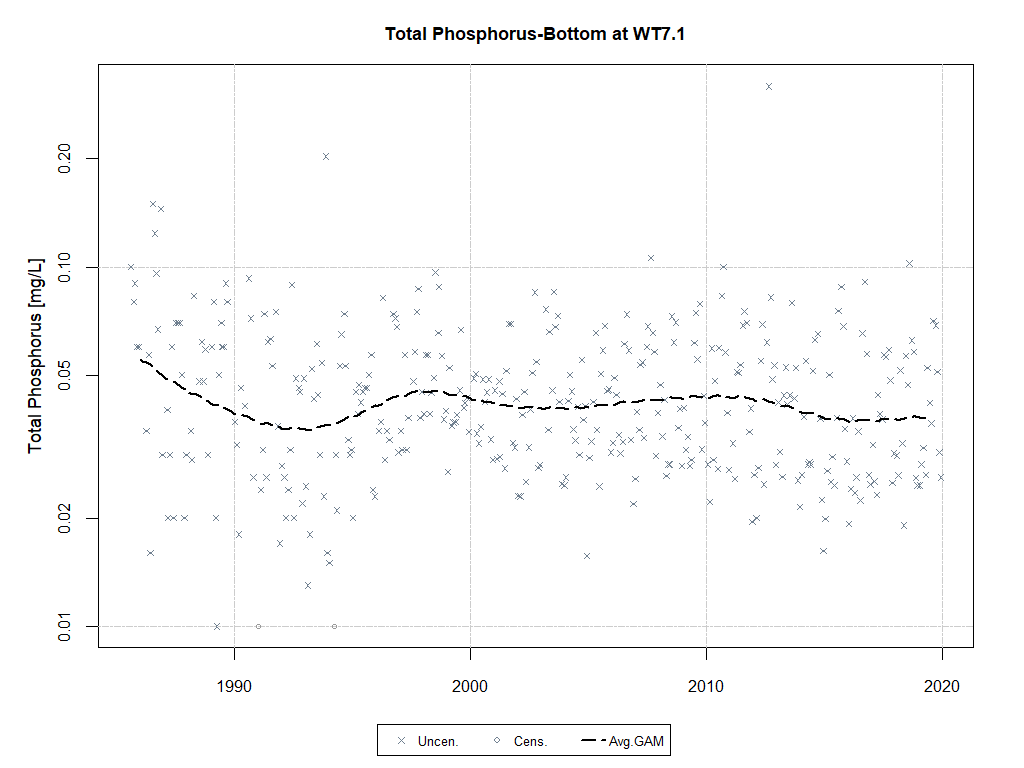 Total Phosphorus-Bottom at WT7.1
Total Phosphorus [mg/L]
0.20
0.10
0.05
0.02
0.01
1990 2000 2010 2020
Uncen. Cens. Avg.GAM